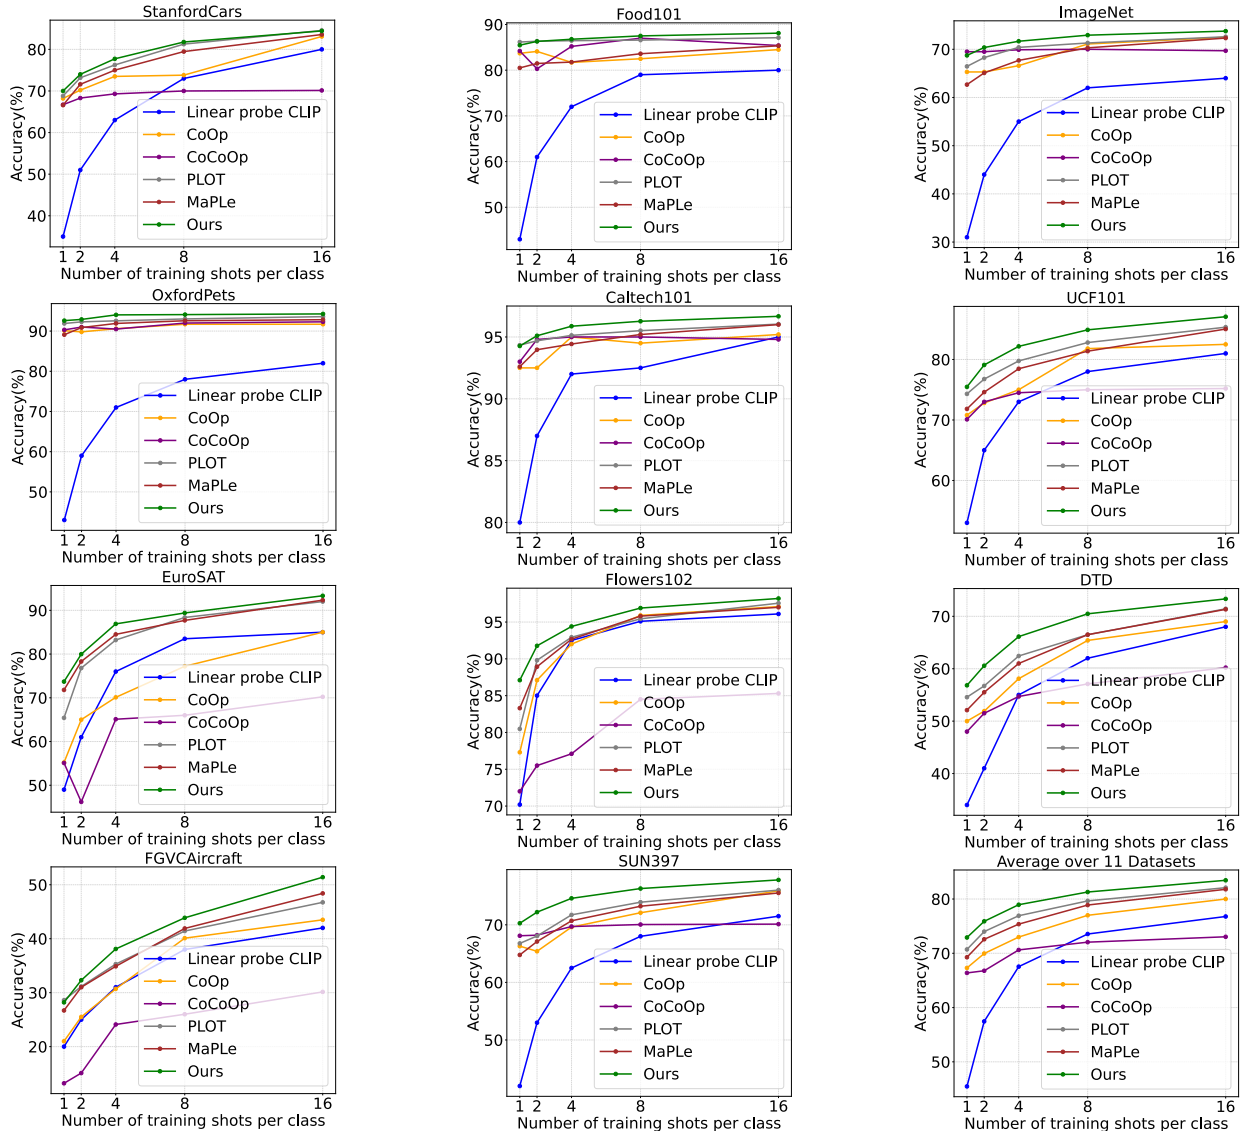 StanfordCars
Accuracy(%)
80
70
60
50
40
Linear probe CLIP
CoOp
CoCoOp
PLOT
MaPLe
Ours
1 2 4 8 16
Number of training shots per class
Food101
Accuracy(%)
90
80
70
60
50
Linear probe CLIP
CoOp
CoCoOp
PLOT
MaPLe
Ours
1 2 4 8 16
Number of training shots per class
ImageNet
Accuracy(%)
70
60
50
40
30
Linear probe CLIP
CoOp
CoCoOp
PLOT
MaPLe
Ours
1 2 4 8 16
Number of training shots per class
OxfordPets
Accuracy(%)
90
80
70
60
50
Linear probe CLIP
CoOp
CoCoOp
PLOT
MaPLe
Ours
1 2 4 8 16
Number of training shots per class
Caltech101
Accuracy(%)
95
90
85
80
Linear probe CLIP
CoOp
CoCoOp
PLOT
MaPLe
Ours
1 2 4 8 16
Number of training shots per class
UCF101
Accuracy(%)
80
70
60
Linear probe CLIP
CoOp
CoCoOp
PLOT
MaPLe
Ours
1 2 4 8 16
Number of training shots per class
EuroSAT
Accuracy(%)
90
80
70
60
50
Linear probe CLIP
CoOp
CoCoOp
PLOT
MaPLe
Ours
1 2 4 8 16
Number of training shots per class
Flowers102
Accuracy(%)
95
90
85
80
75
70
Linear probe CLIP
CoOp
CoCoOp
PLOT
MaPLe
Ours
1 2 4 8 16
Number of training shots per class
DTD
Accuracy(%)
70
60
50
40
Linear probe CLIP
CoOp
CoCoOp
PLOT
MaPLe
Ours
1 2 4 8 16
Number of training shots per class
FGVCAircraft
Accuracy(%)
50
40
30
20
Linear probe CLIP
CoOp
CoCoOp
PLOT
MaPLe
Ours
1 2 4 8 16
Number of training shots per class
SUN397
Accuracy(%)
70
60
50
Linear probe CLIP
CoOp
CoCoOp
PLOT
MaPLe
Ours
1 2 4 8 16
Number of training shots per class
Average over 11 Datasets
Accuracy(%)
80
70
60
50
Linear probe CLIP
CoOp
CoCoOp
PLOT
MaPLe
Ours
1 2 4 8 16
Number of training shots per class